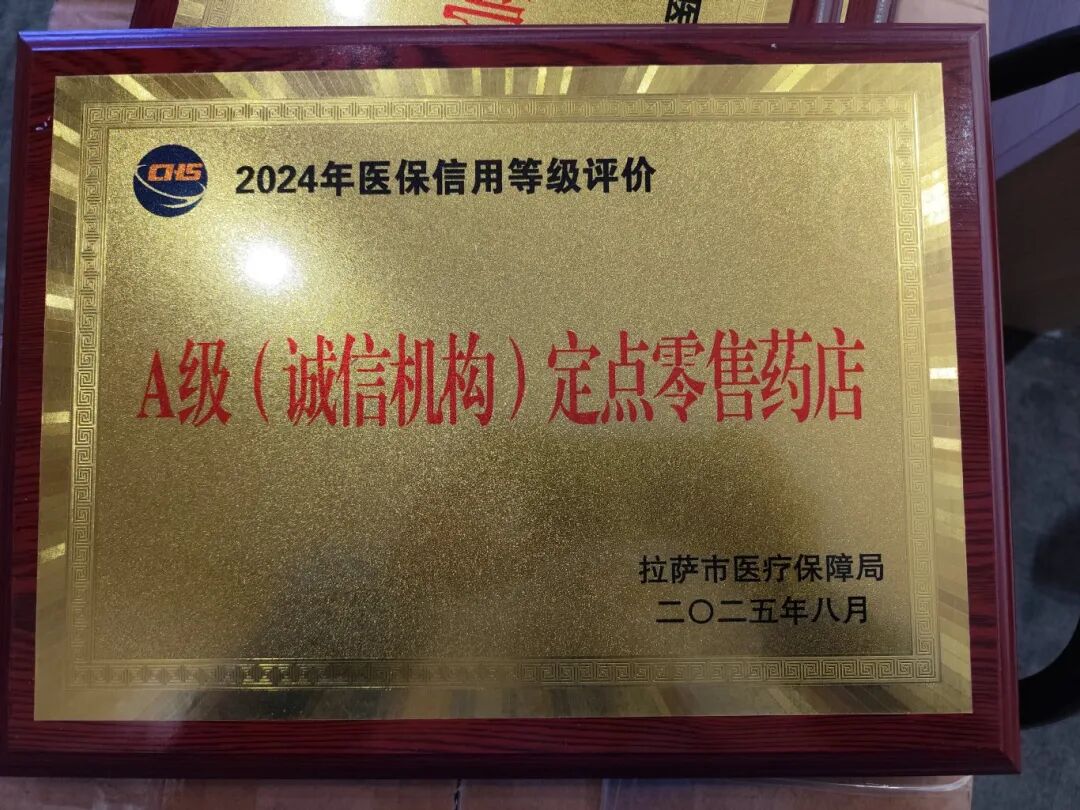 CHS
2024年医保信用等级评价
A级（诚信机构）定点零售药店
拉萨市医疗保障局
二〇二五年八月